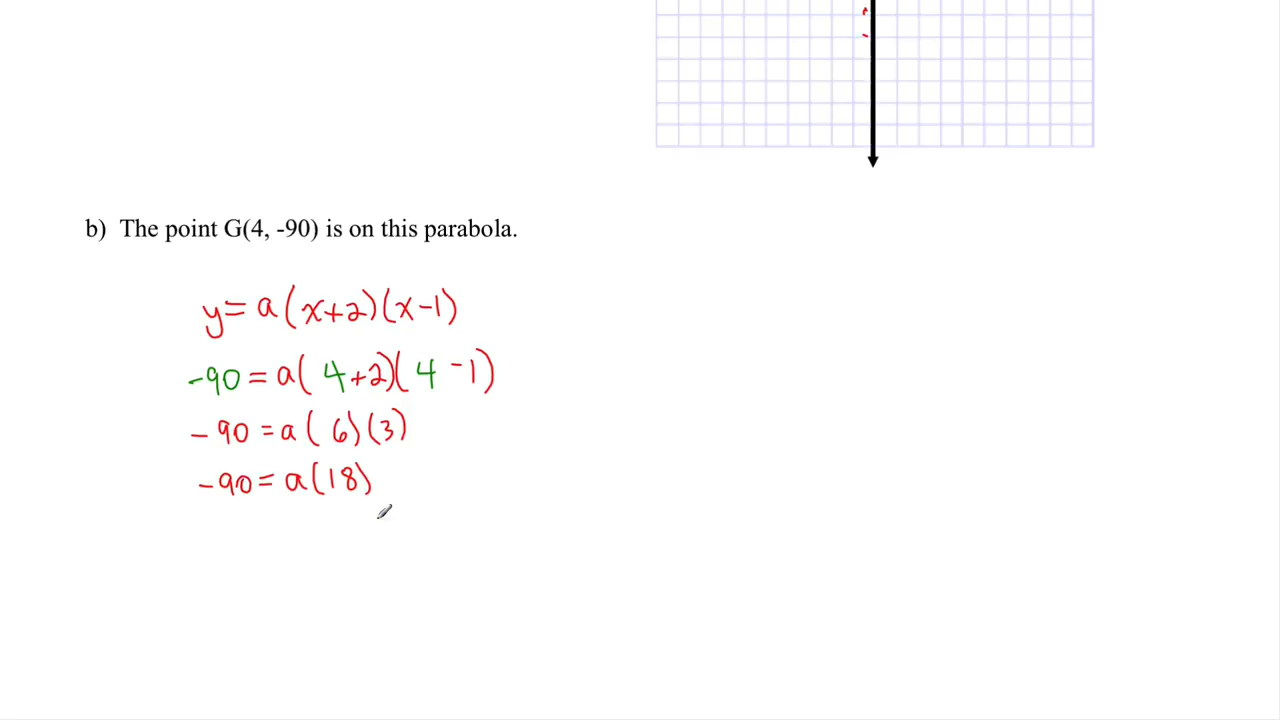 b) The point G(4, -90) is on this parabola.
y = a(x+2)(x-1)
-90 = a(4+2)(4-1)
-90 = a(6)(3)
-90 = a(18)